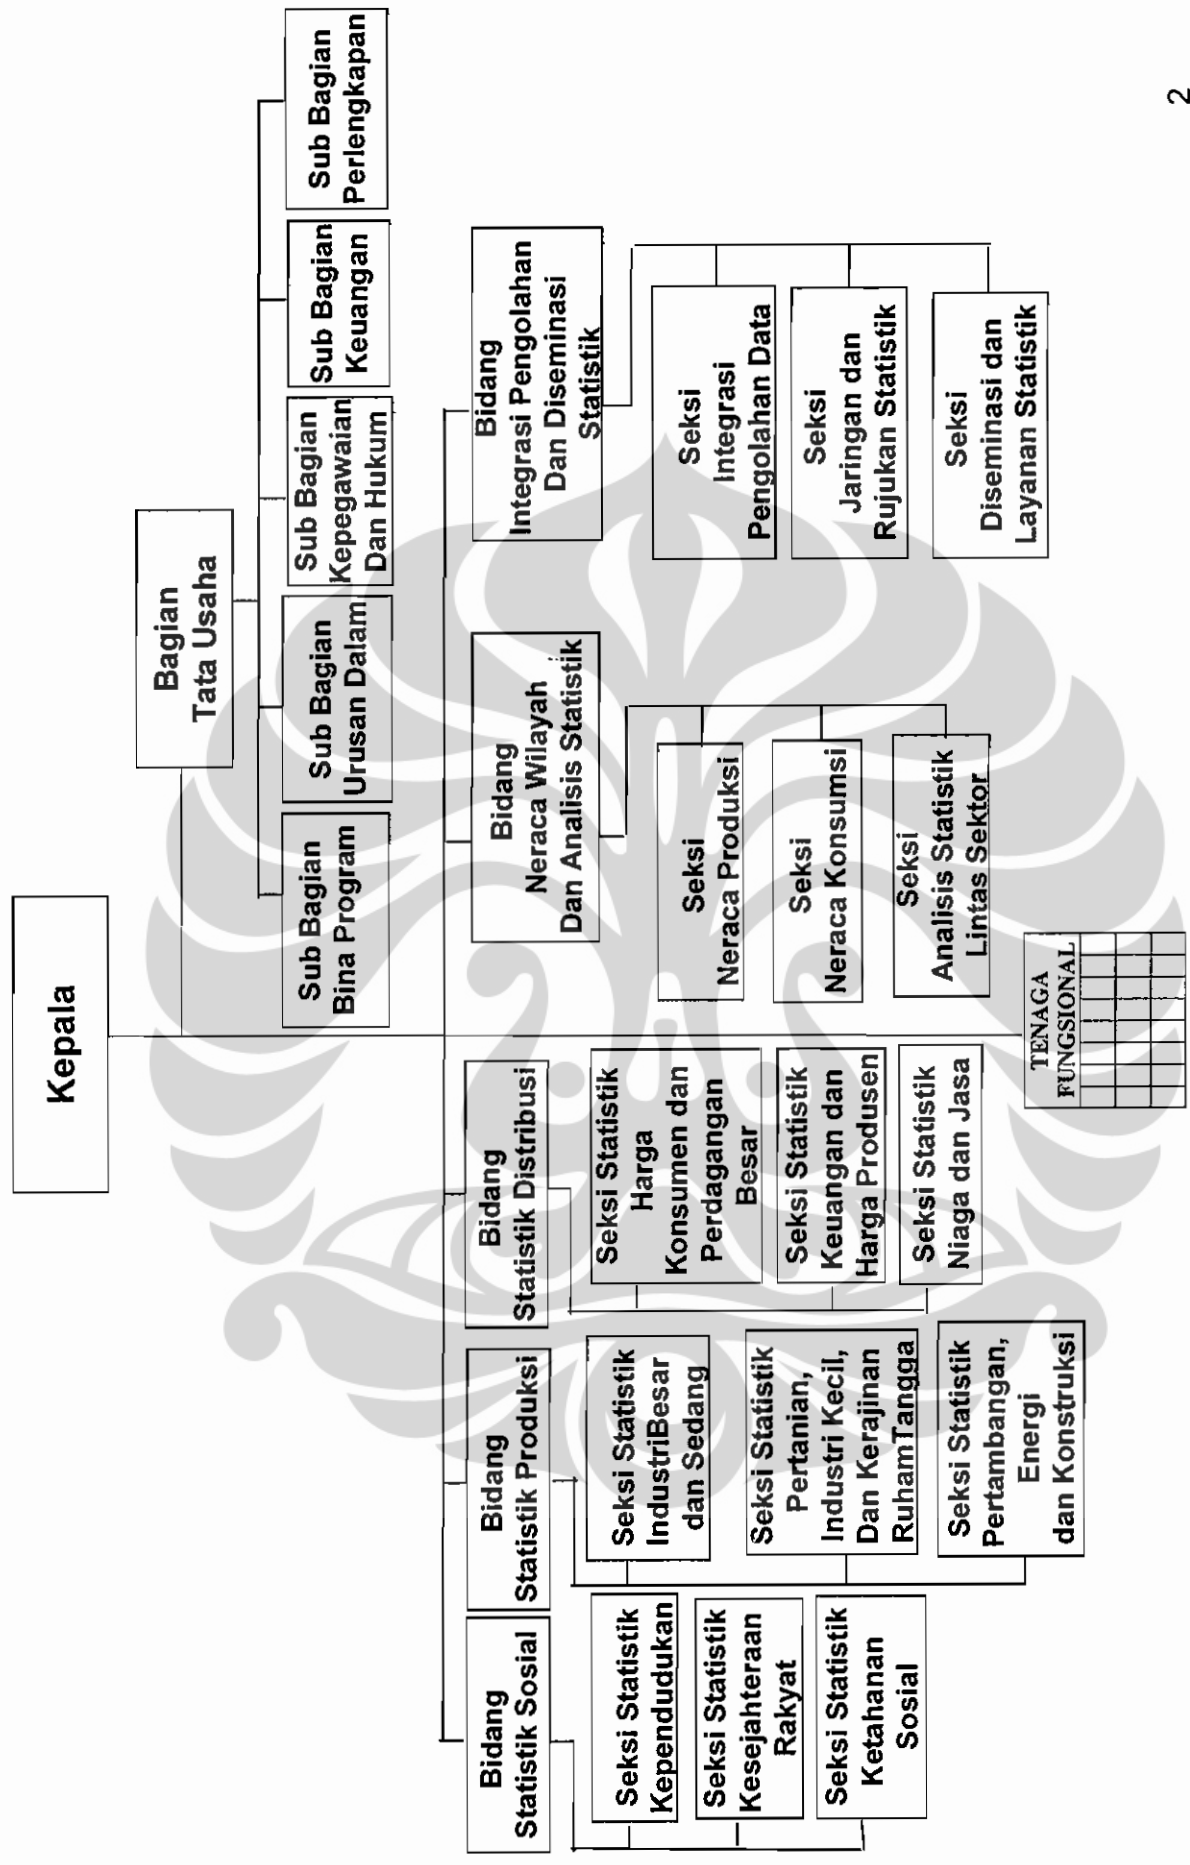 Kepala
Bagian
Tata Usaha
Sub Bagian
Bina Program
Sub Bagian
Urusan Dalam
Sub Bagian
Kepegawaian
Dan Hukum
Sub Bagian
Keuangan
Sub Bagian
Perlengkapan
Bidang
Statistik Sosial
Bidang
Statistik Produksi
Bidang
Statistik Distribusi
Bidang
Neraca Wilayah
Dan Analisis Statistik
Bidang
Integrasi Pengolahan
Dan Diseminasi
Statistik
Seksi Statistik
Kependudukan
Seksi Statistik
Kesejahteraan
Rakyat
Seksi Statistik
Ketahanan
Sosial
Seksi Statistik
IndustriBesar
dan Sedang
Seksi Statistik
Pertanian,
Industri Kecil,
Dan Kerajinan
RuhamTangga
Seksi Statistik
Pertambangan,
Energi
dan Konstruksi
Seksi Statistik
Harga
Konsumen dan
Perdagangan
Besar
Seksi Statistik
Keuangan dan
Harga Produsen
Seksi Statistik
Niaga dan Jasa
Seksi
Neraca Produksi
Seksi
Neraca Konsumsi
Seksi
Analisis Statistik
Lintas Sektor
Seksi
Integrasi
Pengolahan Data
Seksi
Jaringan dan
Rujukan Statistik
Seksi
Diseminasi dan
Layanan Statistik
TENAGA
FUNGSIONAL
2